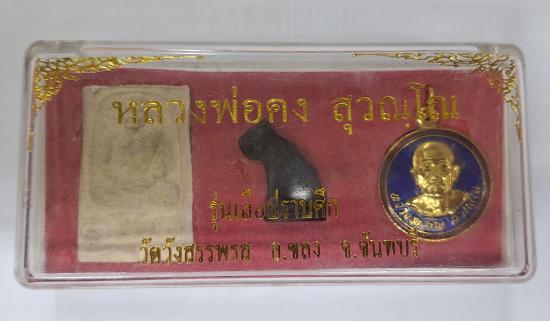 หลวงพ่อคง สุวณฺโณ
รุ่นเสือปราบศึก
วัดวังสรรพรส อ.ขลุง จ.จันทบุรี